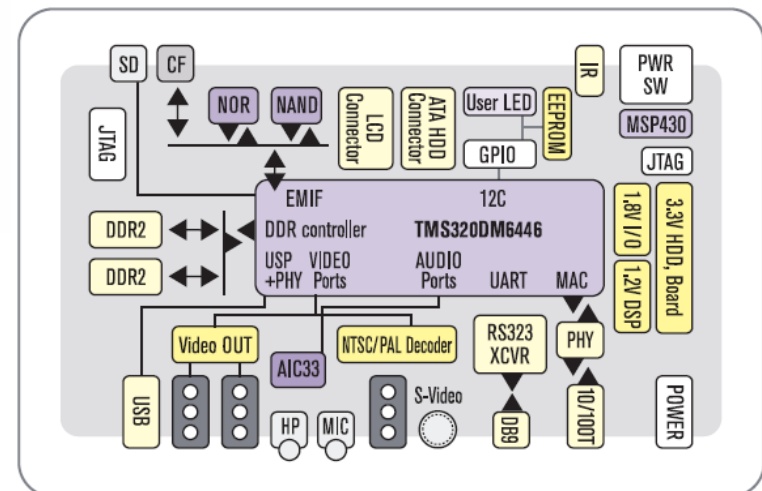 SD
CF
IR
PWR
SW
NOR
NAND
LCD
Connector
ATA HDD
Connector
User LED
EEPROM
MSP430
JTAG
GPIO
JTAG
EMIF
12C
DDR2
DDR controller
TMS320DM6446
1.8V I/O
3.3V HDD, Board
DDR2
USP
+PHY
VIDEO
Ports
AUDIO
Ports
UART
MAC
1.2V DSP
Video OUT
NTSC/PAL Decoder
RS323
XCVR
PHY
AIC33
USB
HP
MIC
S-Video
DB9
10/100T
POWER